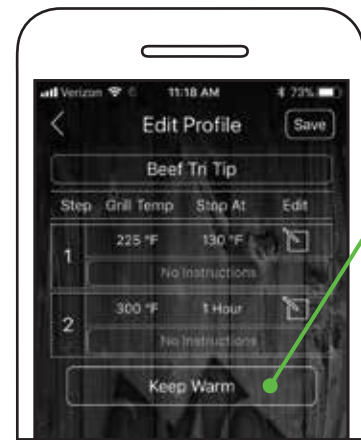 Verizon 11:18 AM 73%
Edit Profile Save
Beef Tri Tip
Step Grill Temp Stop At Edit
1 225 °F 130 °F
No Instructions
2 300 °F 1 Hour
No Instructions
Keep Warm